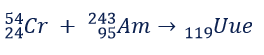 ⁵⁴₂₄Cr + ²⁴³₉₅Am → ₁₁₉Uue